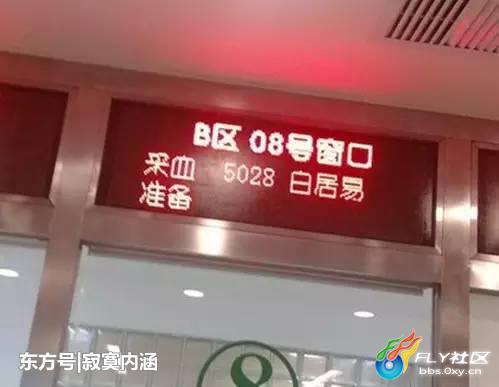 B区 08号窗口
采血 5028 白居易
准备
东方号|寂寞内涵
FLY社区
bbs.0xy.cn